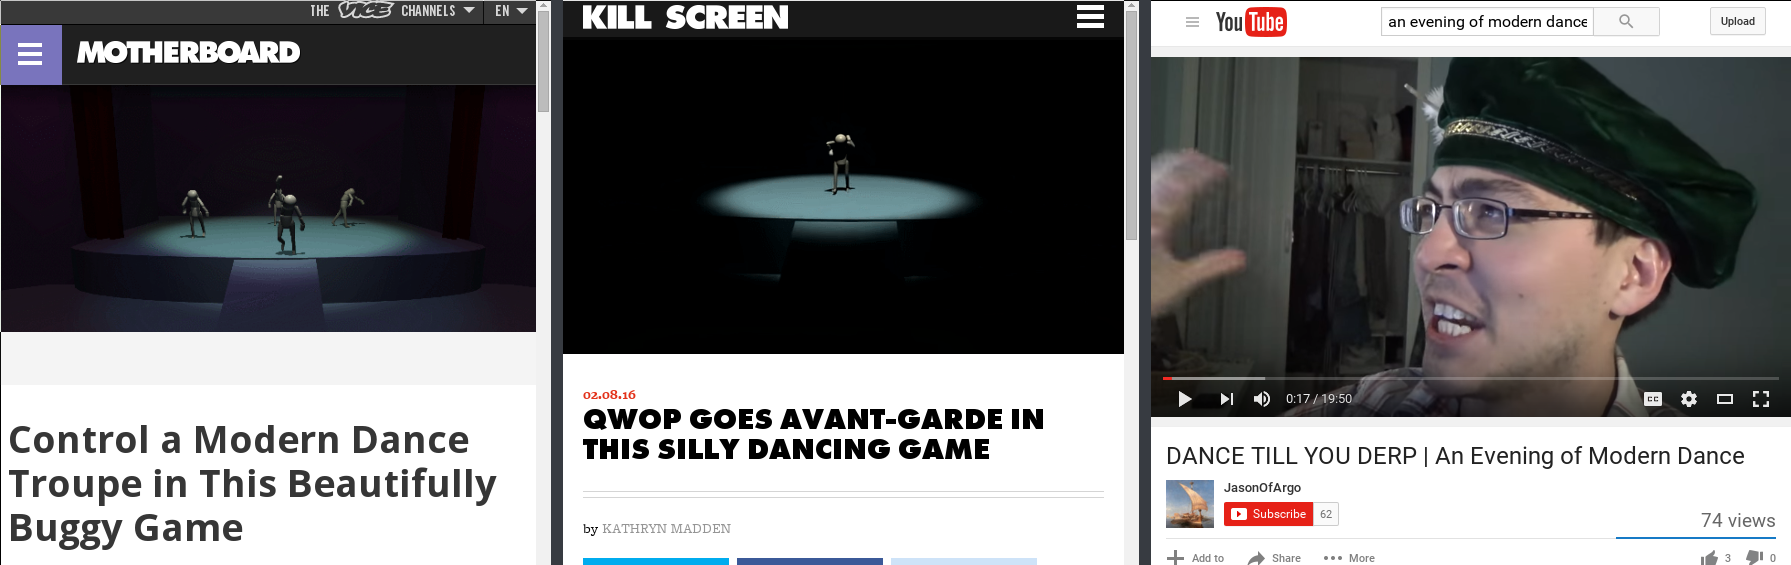 THE VICE CHANNELS EN
MOTHERBOARD
Control a Modern Dance
Troupe in This Beautifully
Buggy Game
KILL SCREEN
02.08.16
QWOP GOES AVANT-GARDE IN
THIS SILLY DANCING GAME
by KATHRYN MADDEN
YouTube
an evening of modern dance
Upload
0:17 / 19:50
CC
DANCE TILL YOU DERP | An Evening of Modern Dance
JasonOfArgo
Subscribe 62
74 views
Add to Share More 3 0